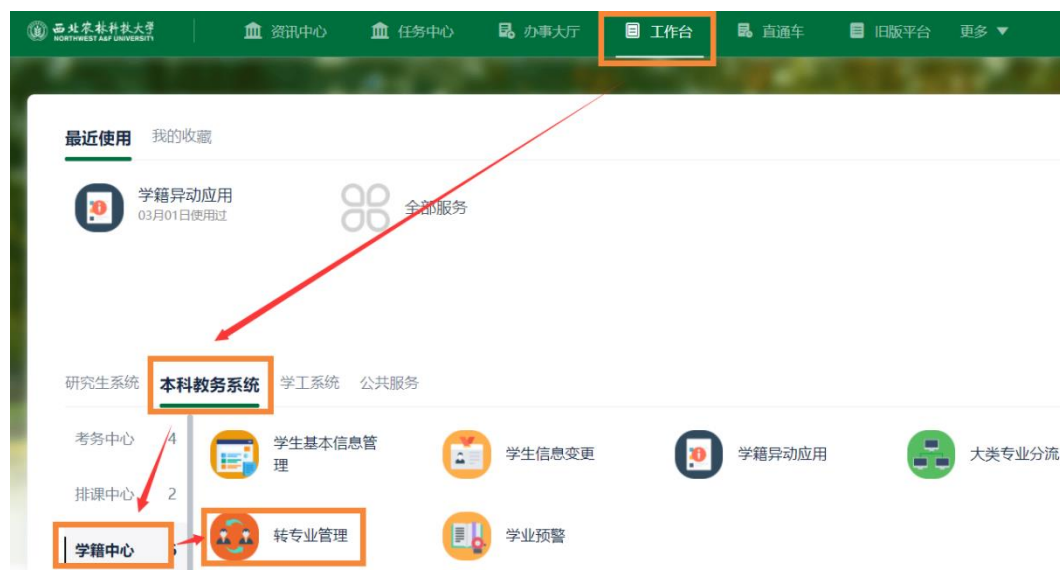 西北农林科技大学
NORTHWEST A&F UNIVERSITY
资讯中心 任务中心 办事大厅 工作台 直通车 旧版平台 更多 ▼
最近使用 我的收藏
学籍异动应用
03月01日使用过
全部服务
研究生系统 本科教务系统 学工系统 公共服务
考务中心 4
学生基本信息管
理
学生信息变更
学籍异动应用
大类专业分流
排课中心 2
学籍中心
转专业管理
学业预警